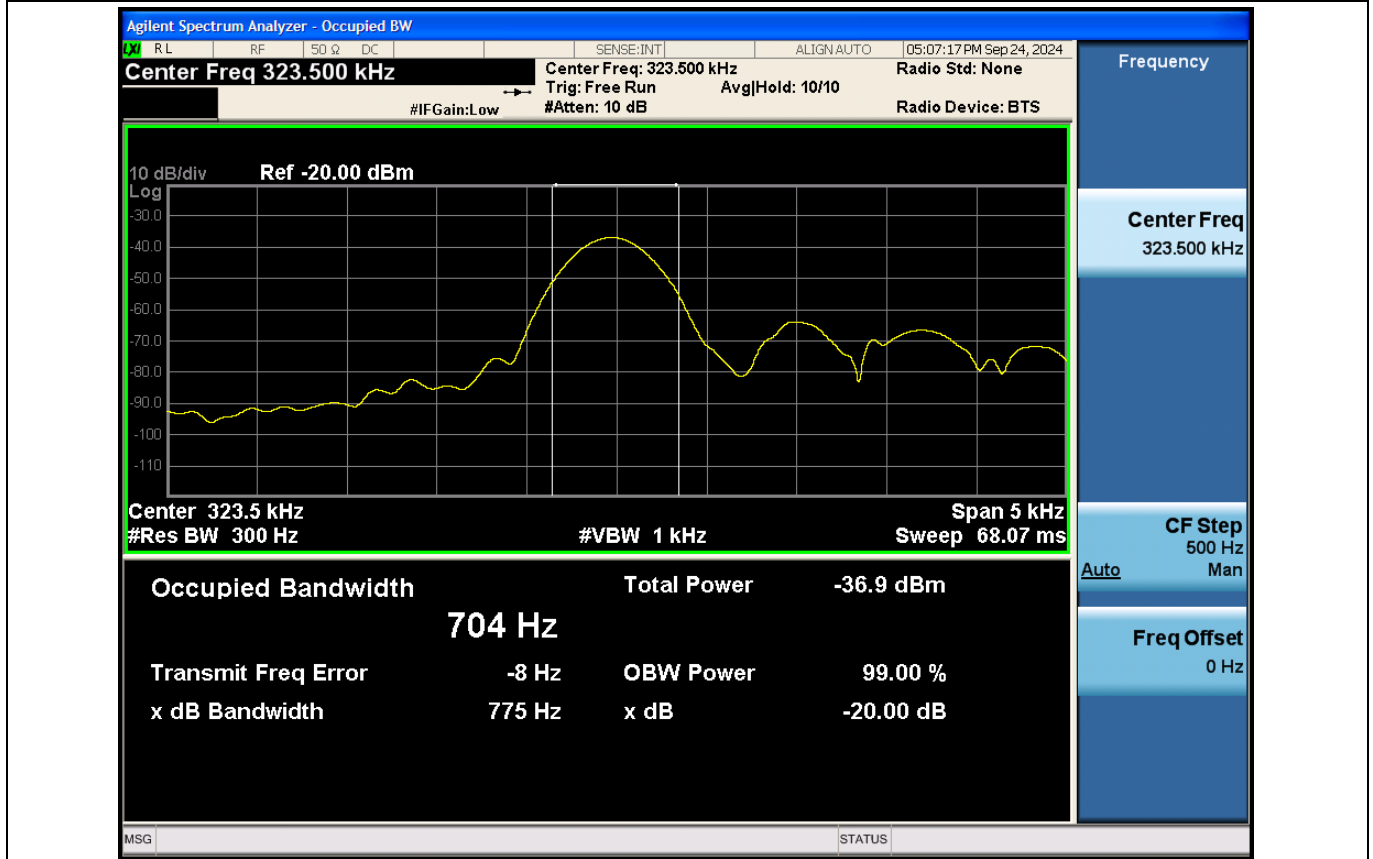 Agilent Spectrum Analyzer - Occupied BW
LXI RL RF 50 Ω DC SENSE:INT ALIGN AUTO 05:07:17 PM Sep 24, 2024
Center Freq 323.500 kHz
Center Freq: 323.500 kHz Radio Std: None
Trig: Free Run Avg|Hold: 10/10
#IFGain:Low #Atten: 10 dB Radio Device: BTS
10 dB/div Ref -20.00 dBm
Log
-30.0
-40.0
-50.0
-60.0
-70.0
-80.0
-90.0
-100
-110
Center 323.5 kHz Span 5 kHz
#Res BW 300 Hz #VBW 1 kHz Sweep 68.07 ms
Occupied Bandwidth Total Power -36.9 dBm
704 Hz
Transmit Freq Error -8 Hz OBW Power 99.00 %
x dB Bandwidth 775 Hz x dB -20.00 dB
MSG STATUS
Frequency
Center Freq
323.500 kHz
CF Step
500 Hz
Auto Man
Freq Offset
0 Hz